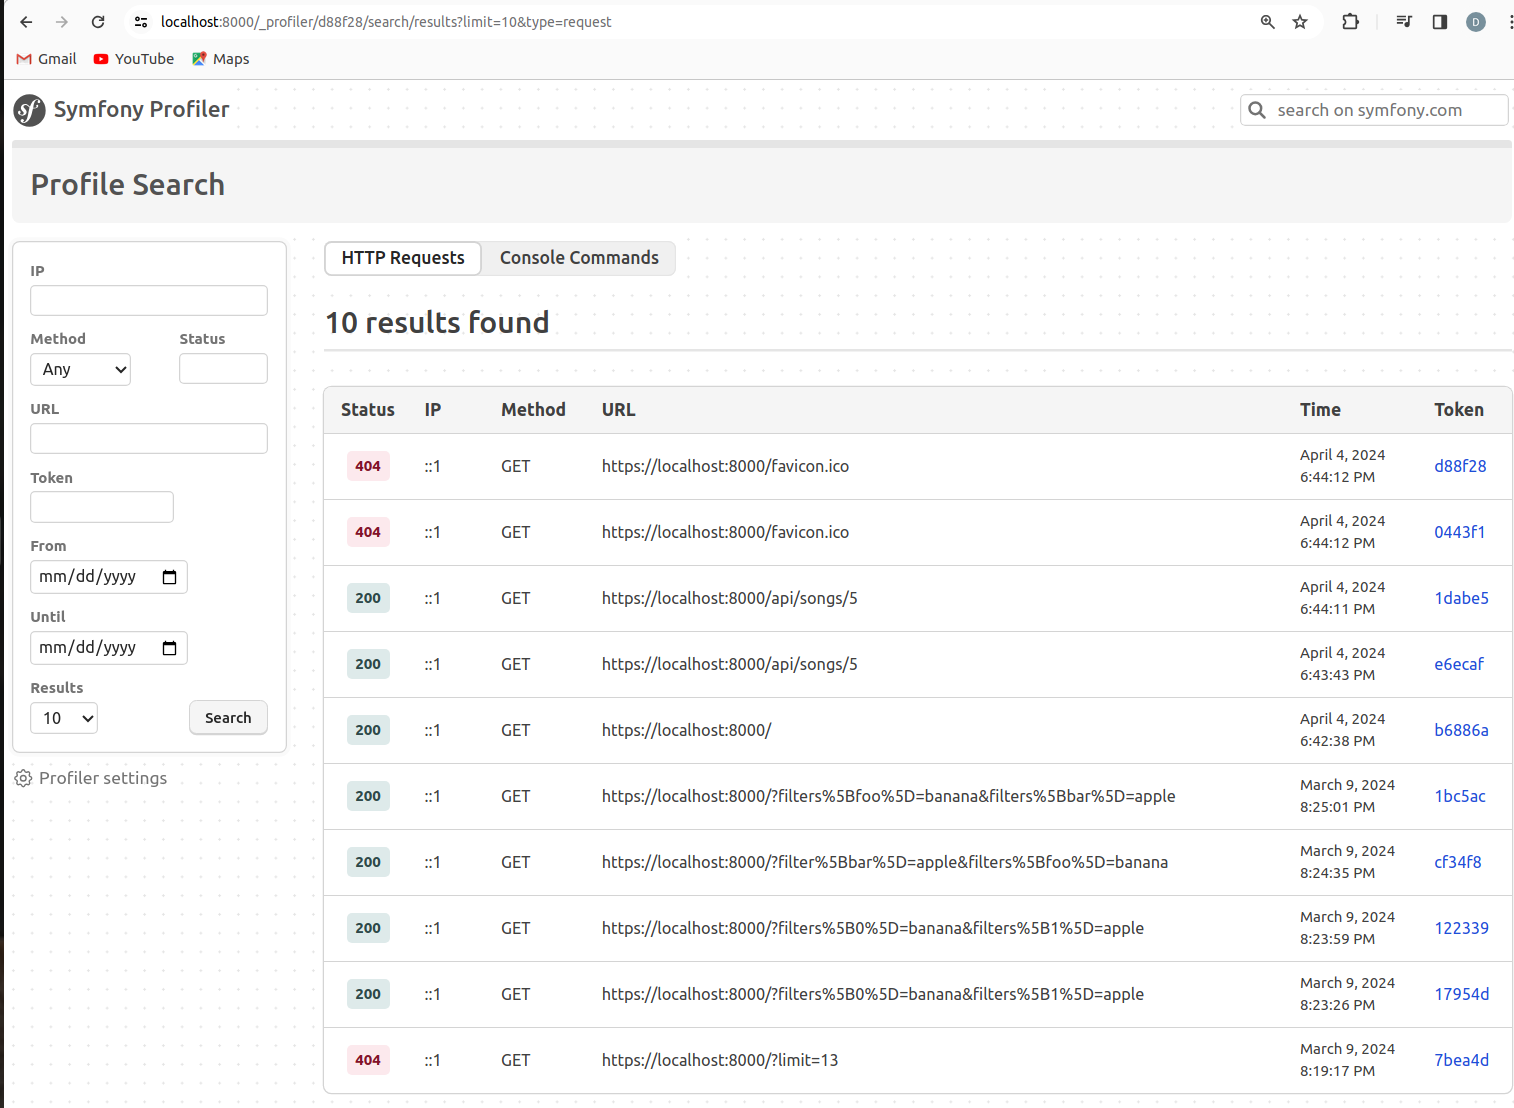 localhost:8000/_profiler/d88f28/search/results?limit=10&type=request
D
Gmail YouTube Maps
sf Symfony Profiler
search on symfony.com
Profile Search
IP
Method Status
Any
URL
Token
From
mm/dd/yyyy
Until
mm/dd/yyyy
Results
10 Search
Profiler settings
HTTP Requests Console Commands
10 results found
Status IP Method URL Time Token
404 ::1 GET https://localhost:8000/favicon.ico April 4, 2024 6:44:12 PM d88f28
404 ::1 GET https://localhost:8000/favicon.ico April 4, 2024 6:44:12 PM 0443f1
200 ::1 GET https://localhost:8000/api/songs/5 April 4, 2024 6:44:11 PM 1dabe5
200 ::1 GET https://localhost:8000/api/songs/5 April 4, 2024 6:43:43 PM e6ecaf
200 ::1 GET https://localhost:8000/ April 4, 2024 6:42:38 PM b6886a
200 ::1 GET https://localhost:8000/?filters%5Bfoo%5D=banana&filters%5Bbar%5D=apple March 9, 2024 8:25:01 PM 1bc5ac
200 ::1 GET https://localhost:8000/?filter%5Bbar%5D=apple&filters%5Bfoo%5D=banana March 9, 2024 8:24:35 PM cf34f8
200 ::1 GET https://localhost:8000/?filters%5B0%5D=banana&filters%5B1%5D=apple March 9, 2024 8:23:59 PM 122339
200 ::1 GET https://localhost:8000/?filters%5B0%5D=banana&filters%5B1%5D=apple March 9, 2024 8:23:26 PM 17954d
404 ::1 GET https://localhost:8000/?limit=13 March 9, 2024 8:19:17 PM 7bea4d